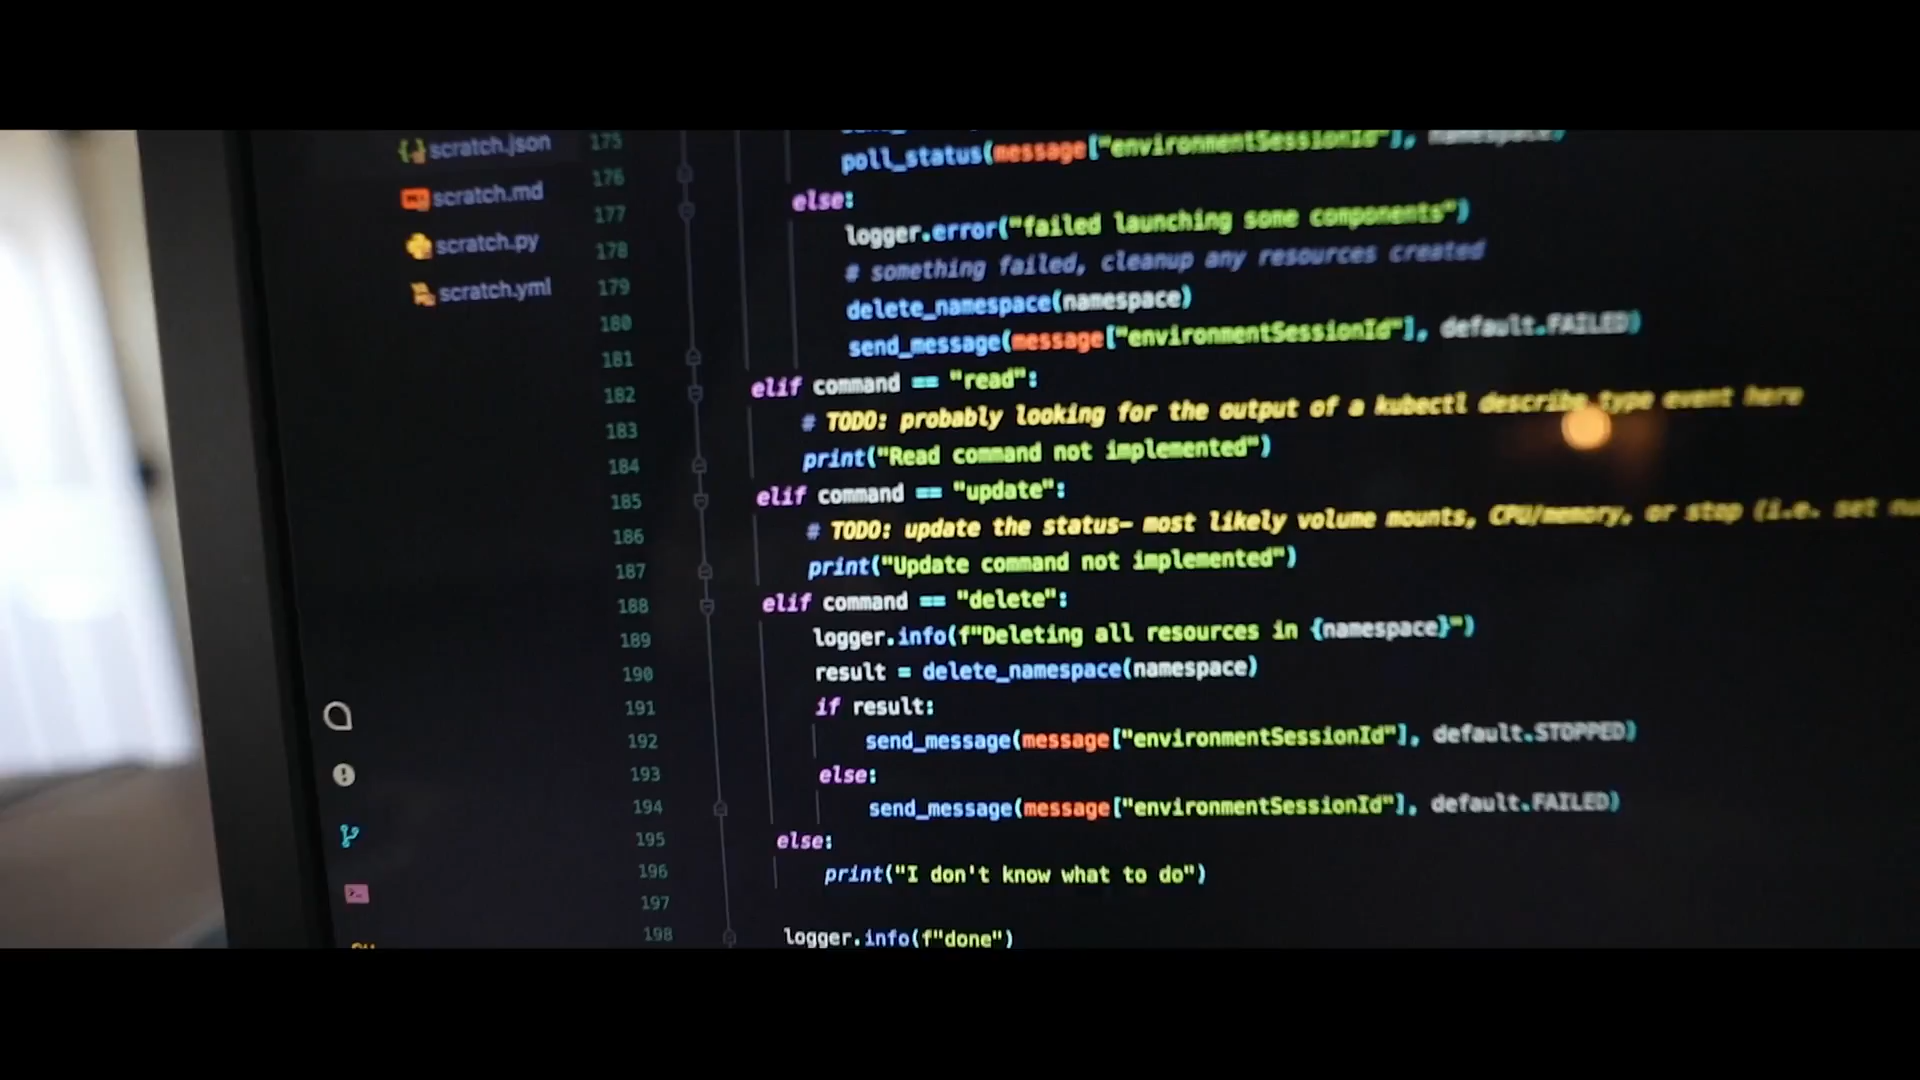 scratch.json
scratch.md
scratch.py
scratch.yml
175
176
177
178
179
180
181
182
183
184
185
186
187
188
189
190
191
192
193
194
195
196
197
198
poll_status(message["environmentSessionId"], namespace)
else:
logger.error("failed launching some components")
# something failed, cleanup any resources created
delete_namespace(namespace)
send_message(message["environmentSessionId"], default.FAILED)
elif command == "read":
# TODO: probably looking for the output of a kubectl describe type event here
print("Read command not implemented")
elif command == "update":
# TODO: update the status— most likely volume mounts, CPU/memory, or stop (i.e. set
print("Update command not implemented")
elif command == "delete":
logger.info(f"Deleting all resources in {namespace}")
result = delete_namespace(namespace)
if result:
send_message(message["environmentSessionId"], default.STOPPED)
else:
send_message(message["environmentSessionId"], default.FAILED)
else:
print("I don't know what to do")
logger.info(f"done")